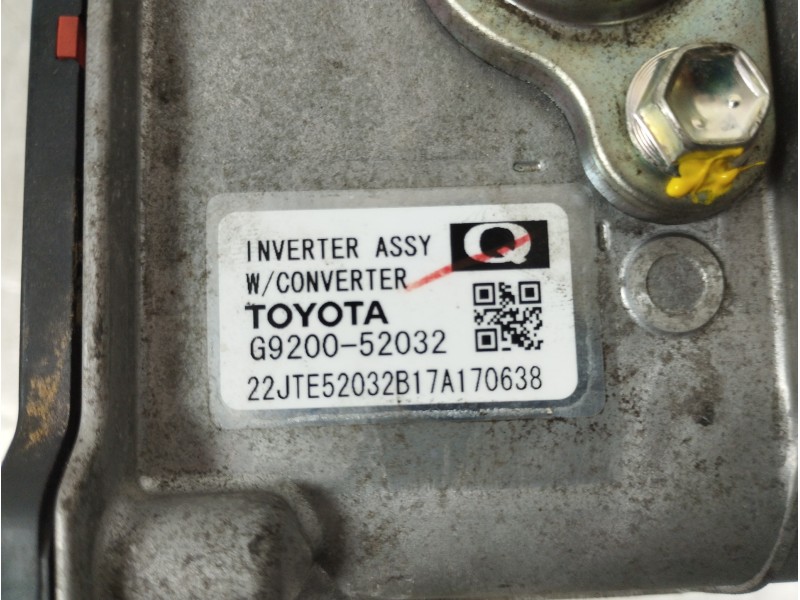 INVERTER ASSY
Q
W/CONVERTER
TOYOTA
G9200-52032
22JTE52032B17A170638